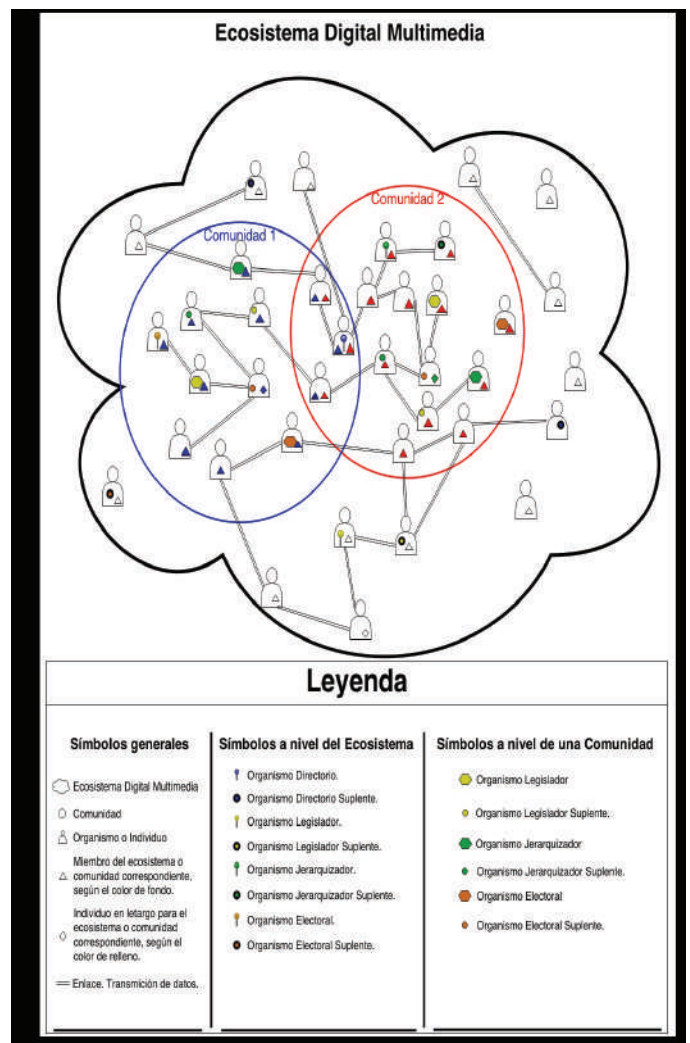 Ecosistema Digital Multimedia
Comunidad 2
Comunidad 1
Leyenda
Símbolos generales
Ecosistema Digital Multimedia
Comunidad
Organismo o Individuo
Miembro del ecosistema o
comunidad correspondiente,
según el color de fondo.
Individuo en letargo para el
ecosistema o comunidad
correspondiente, según el
color de relleno.
Enlace. Transmición de datos.
Símbolos a nivel del Ecosistema
Organismo Directorio.
Organismo Directorio Suplente.
Organismo Legislador.
Organismo Legislador Suplente.
Organismo Jerarquizador.
Organismo Jerarquizador Suplente.
Organismo Electoral.
Organismo Electoral Suplente.
Símbolos a nivel de una Comunidad
Organismo Legislador
Organismo Legislador Suplente.
Organismo Jerarquizador
Organismo Jerarquizador Suplente.
Organismo Electoral
Organismo Electoral Suplente.